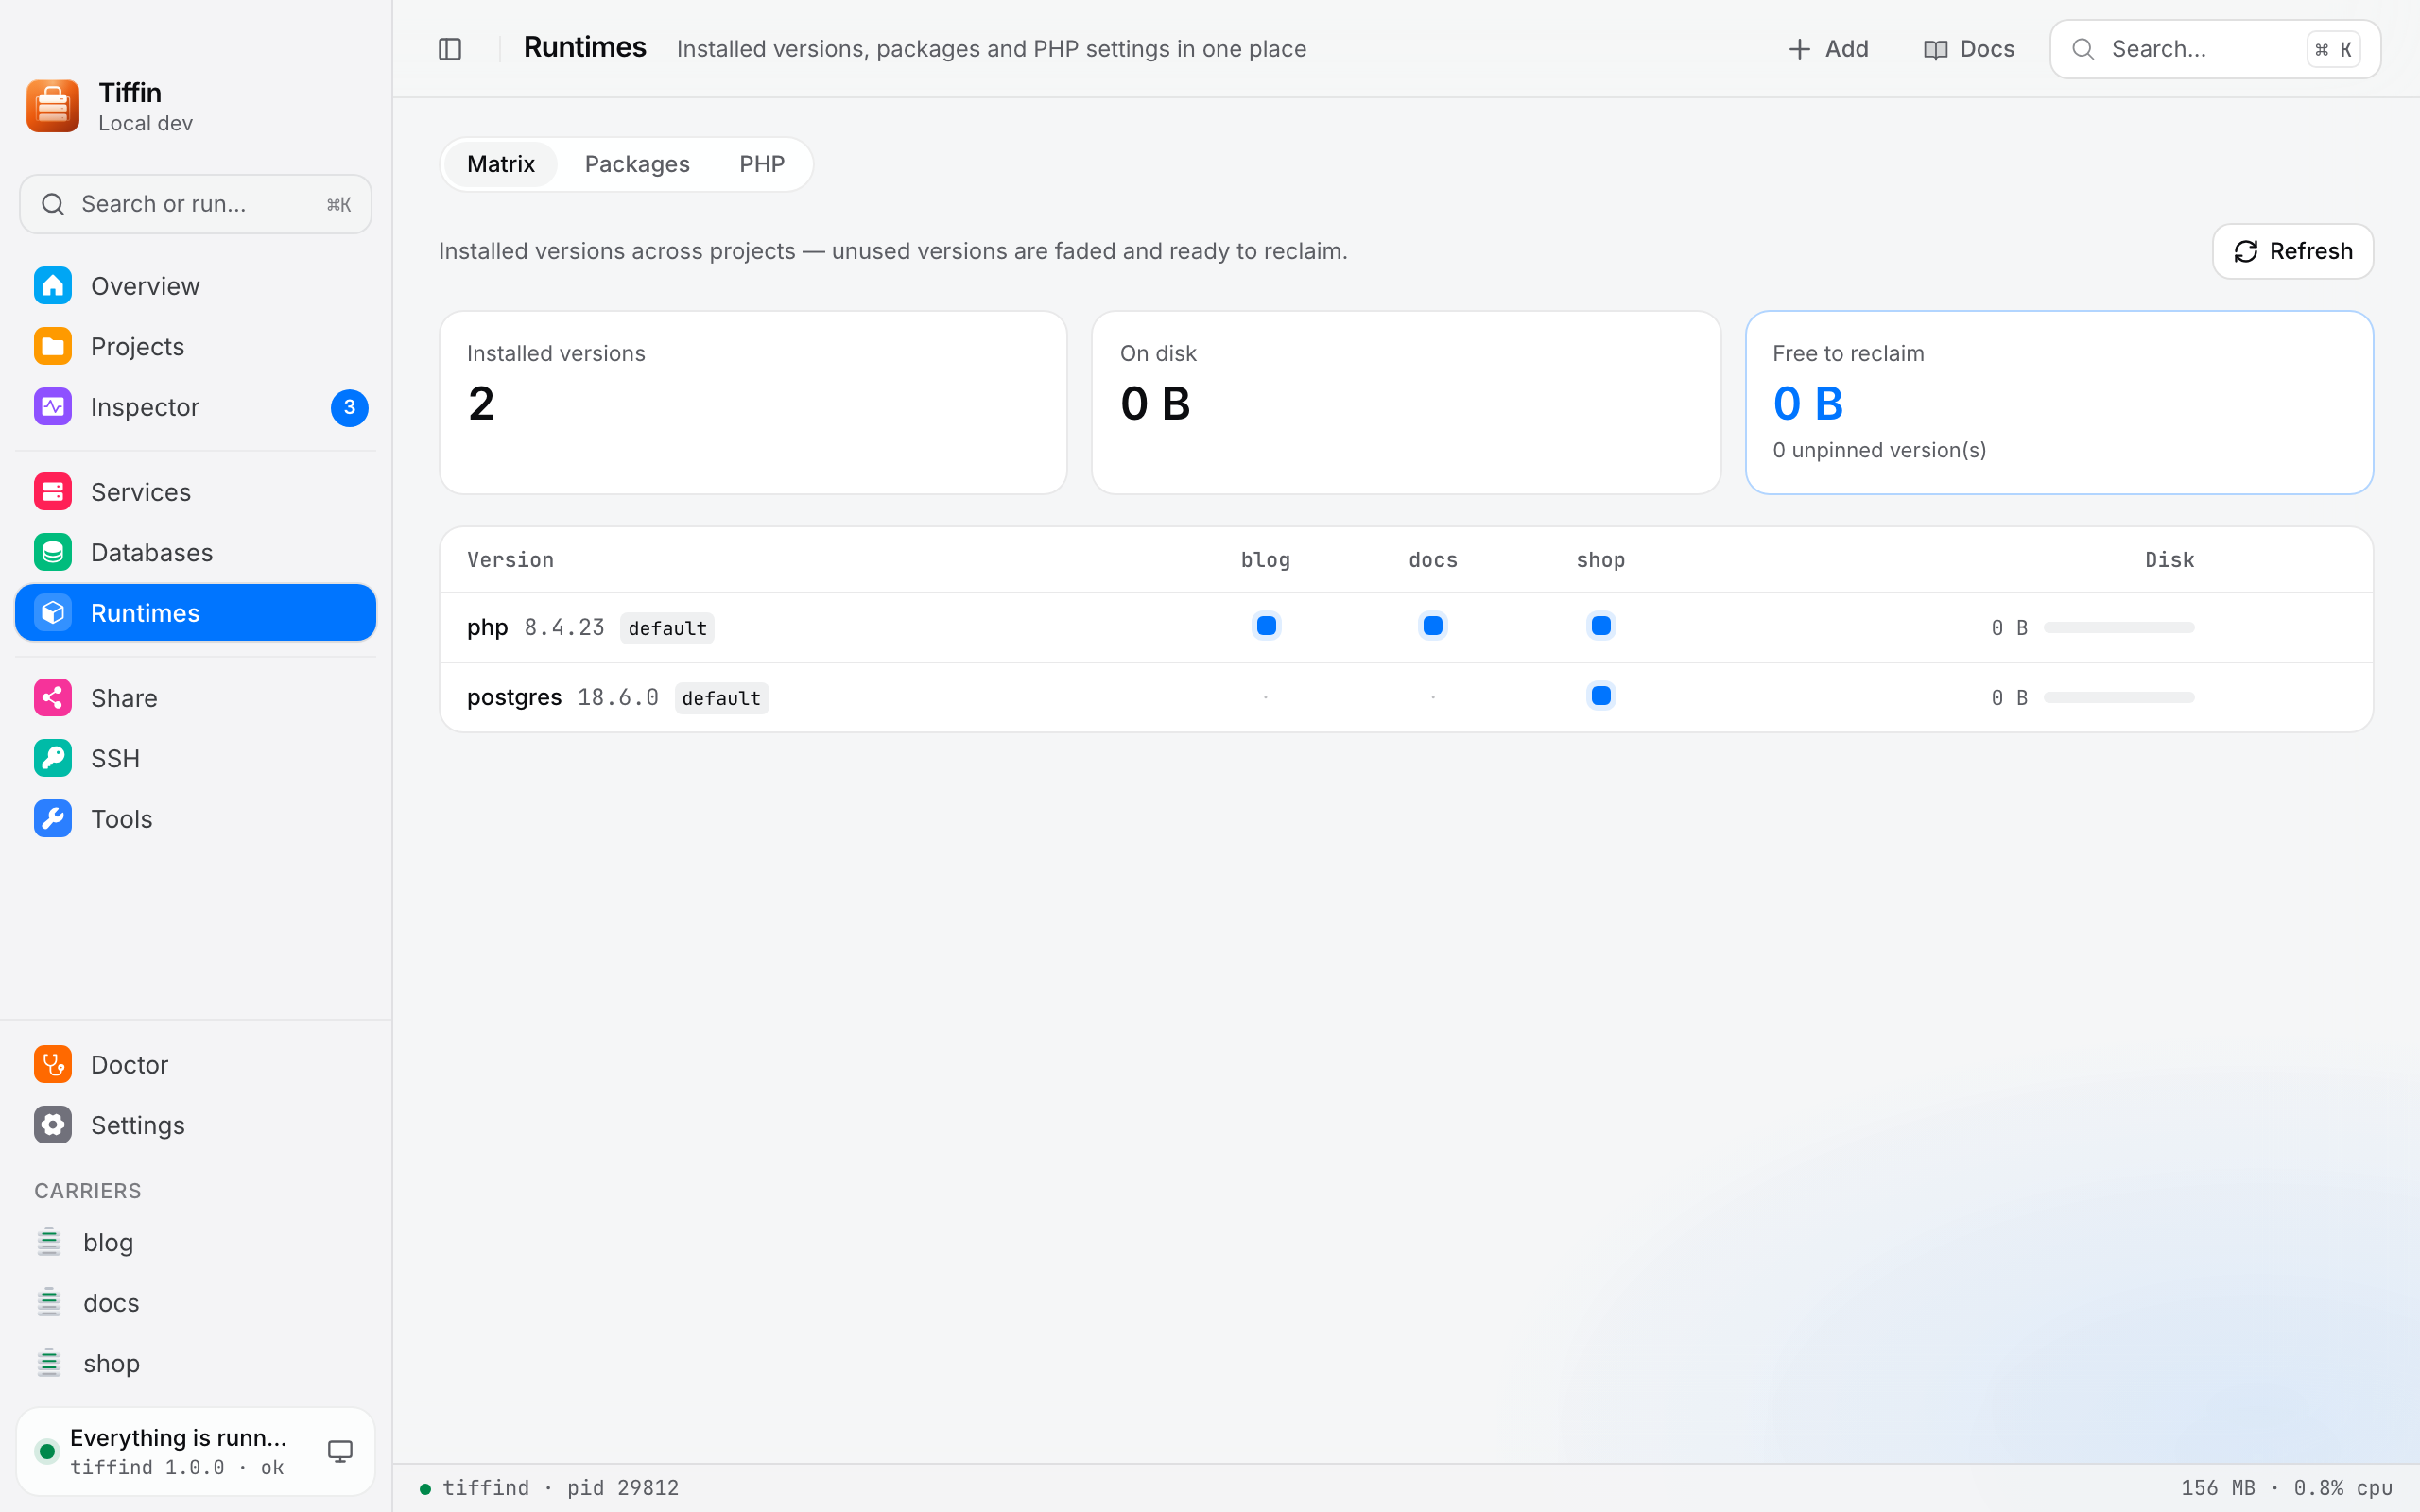 Tiffin
Local dev
Search or run...
⌘K
Overview
Projects
Inspector
3
Services
Databases
Runtimes
Share
SSH
Tools
Doctor
Settings
CARRIERS
blog
docs
shop
Everything is runn...
tiffind 1.0.0 · ok
Runtimes
Installed versions, packages and PHP settings in one place
Add
Docs
Search...
⌘ K
Matrix
Packages
PHP
Installed versions across projects — unused versions are faded and ready to reclaim.
Refresh
Installed versions
2
On disk
0 B
Free to reclaim
0 B
0 unpinned version(s)
Version blog docs shop Disk
php 8.4.23 default 0 B
postgres 18.6.0 default · · 0 B
tiffind · pid 29812
156 MB · 0.8% cpu